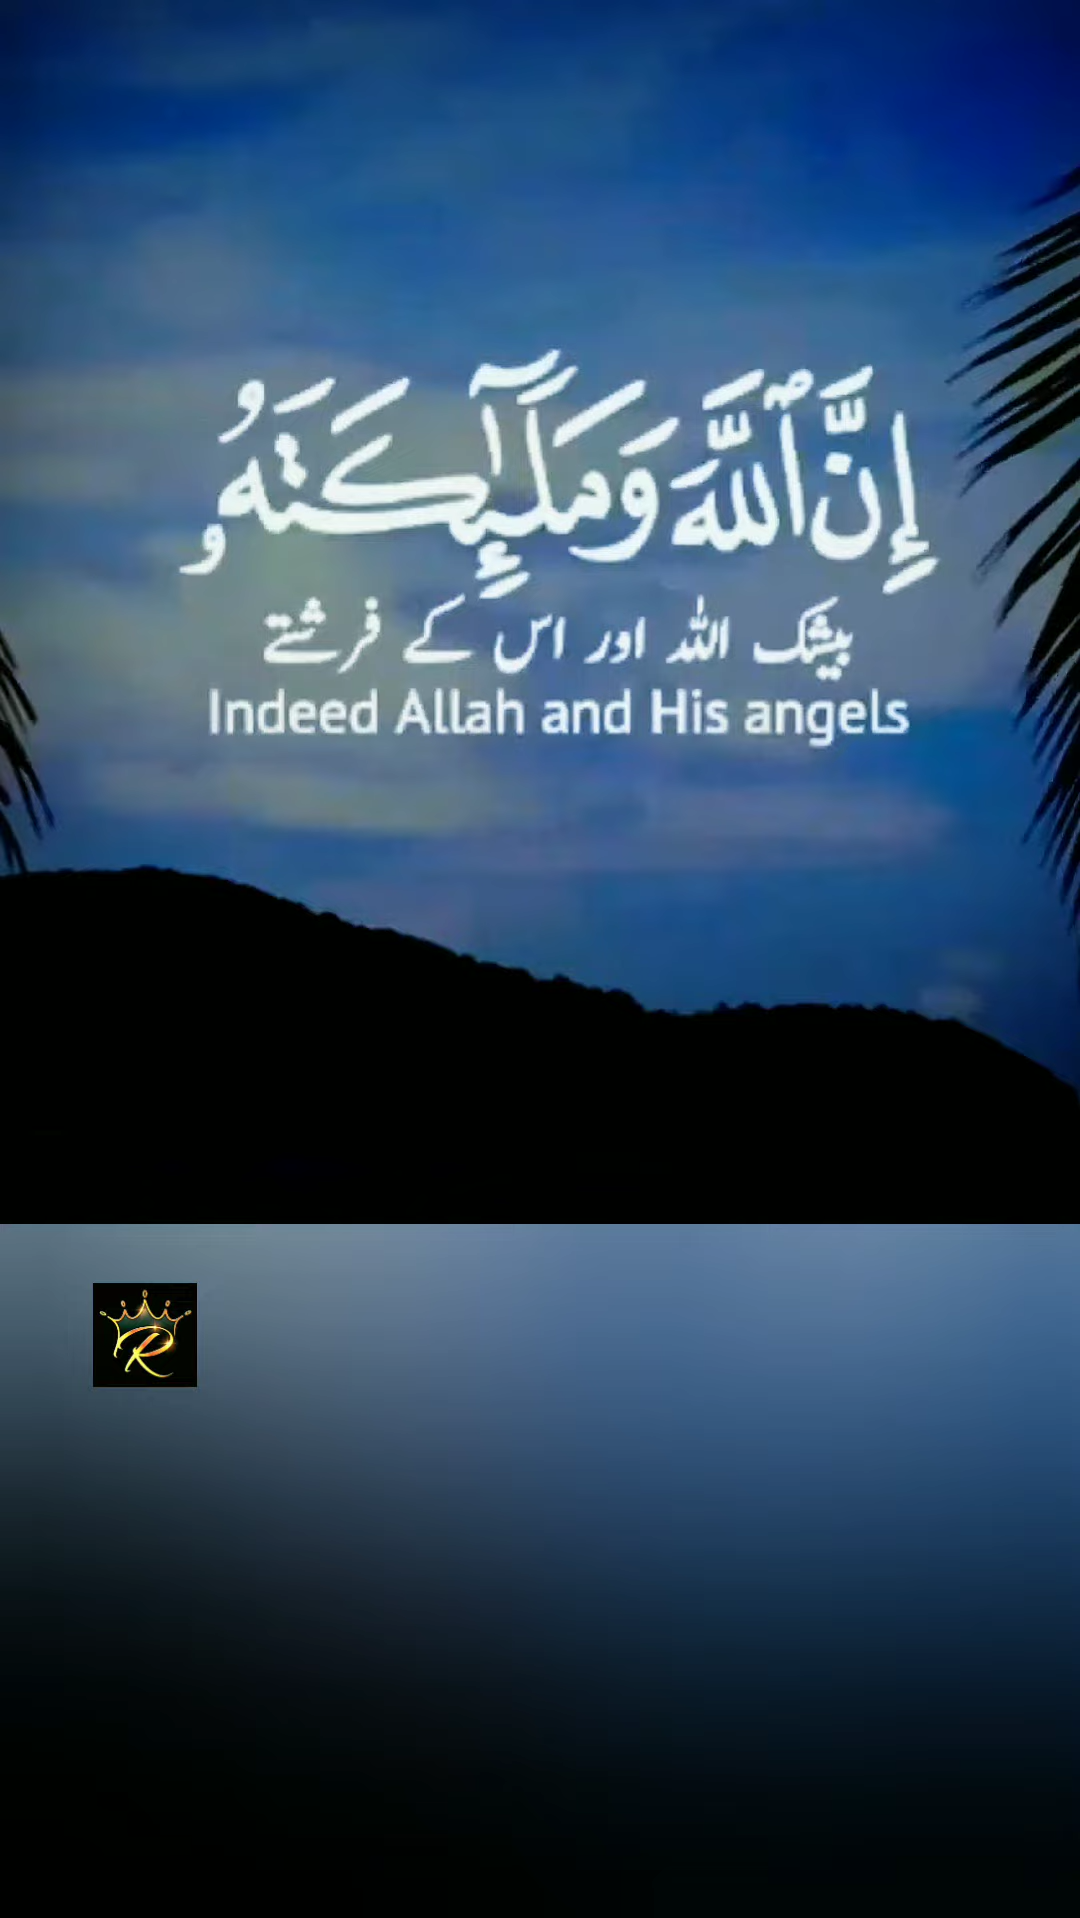 إِنَّ ٱللَّهَ وَمَلَـٰٓئِكَتَهُۥ
بیشک اللہ اور اس کے فرشتے
Indeed Allah and His angels
R